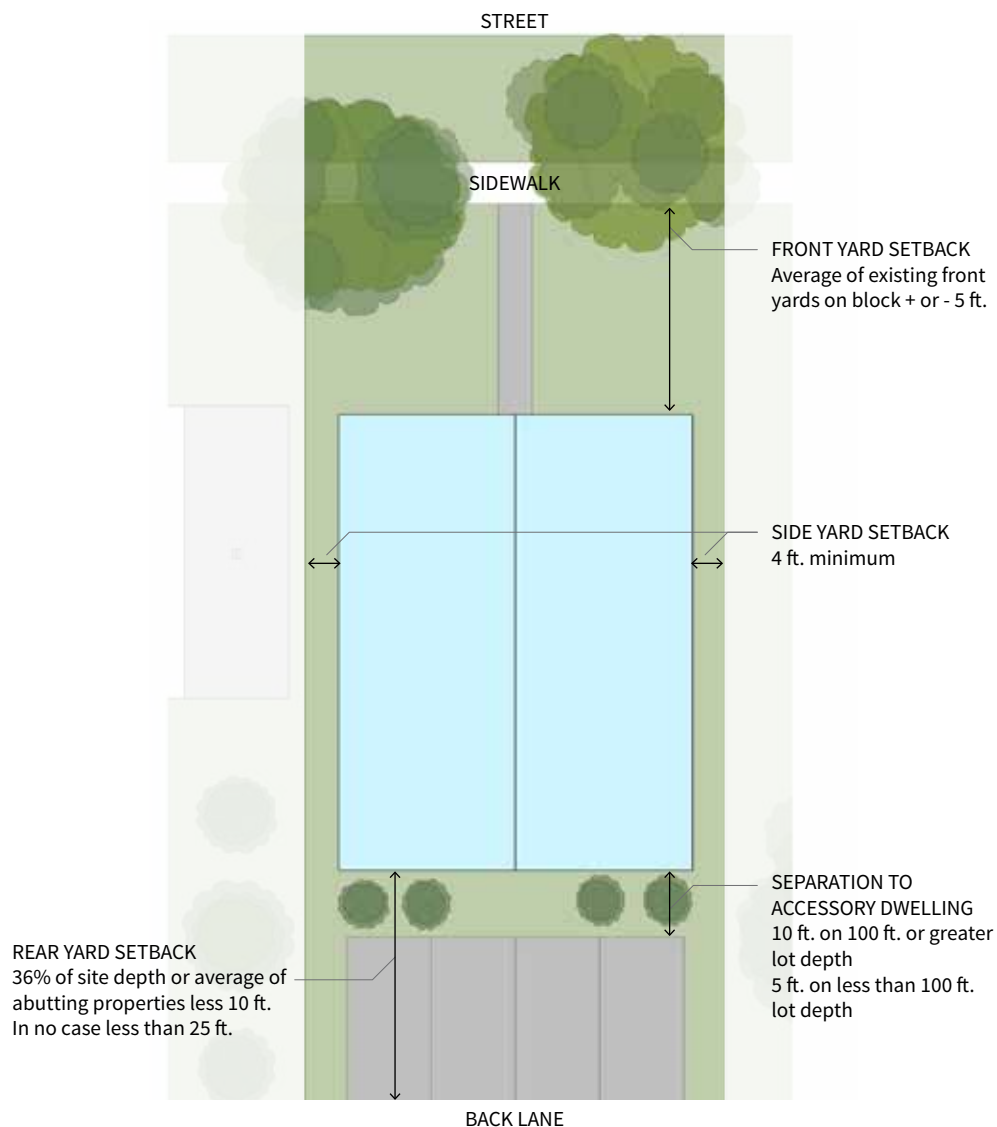 STREET
SIDEWALK
FRONT YARD SETBACK
Average of existing front
yards on block + or - 5 ft.
SIDE YARD SETBACK
4 ft. minimum
SEPARATION TO
ACCESSORY DWELLING
10 ft. on 100 ft. or greater
lot depth
5 ft. on less than 100 ft.
lot depth
REAR YARD SETBACK
36% of site depth or average of
abutting properties less 10 ft.
In no case less than 25 ft.
BACK LANE